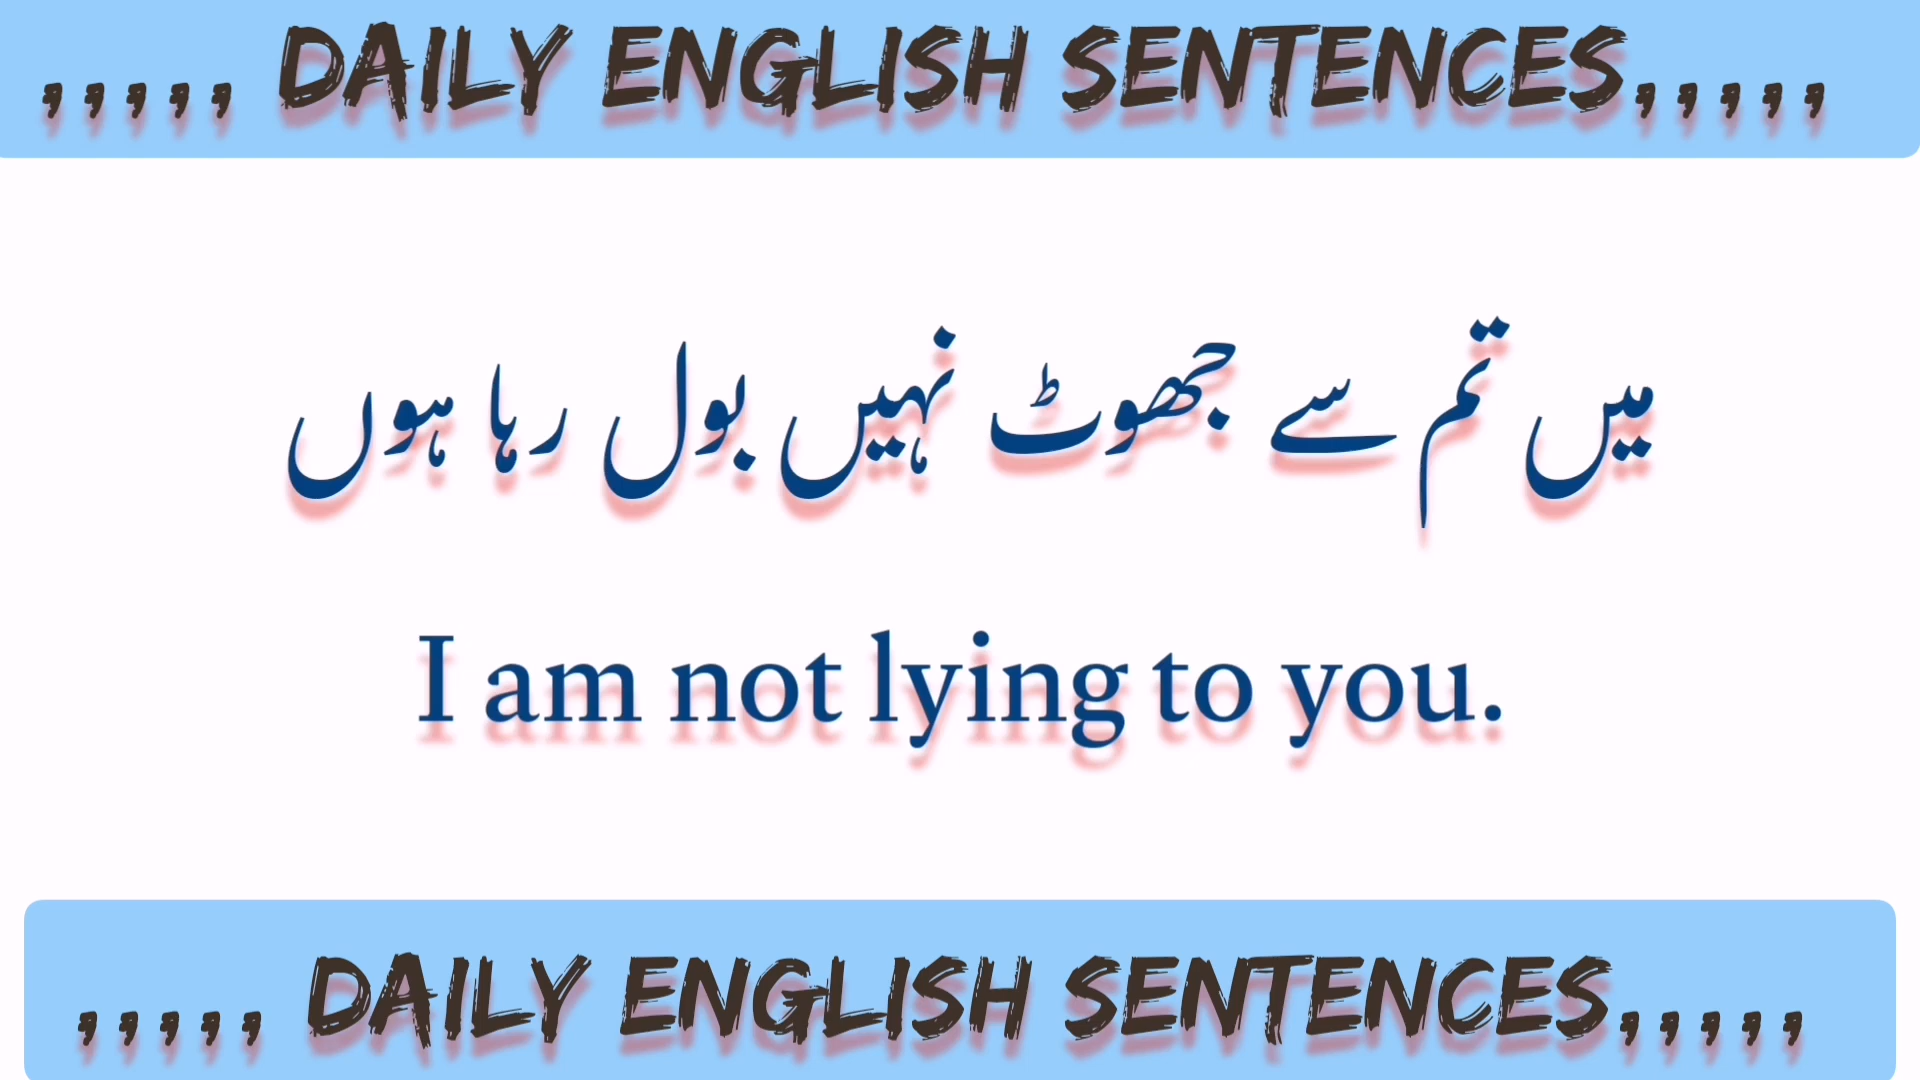 ,,,,, DAILY ENGLISH SENTENCES,,,,,
میں تم سے جھوٹ نہیں بول رہا ہوں
I am not lying to you.
,,,,, DAILY ENGLISH SENTENCES,,,,,